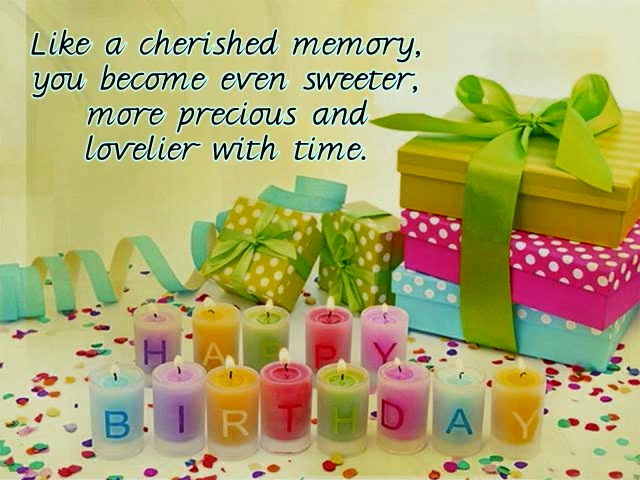 Like a cherished memory,
you become even sweeter,
more precious and
lovelier with time.
HAPPY
BIRTHDAY